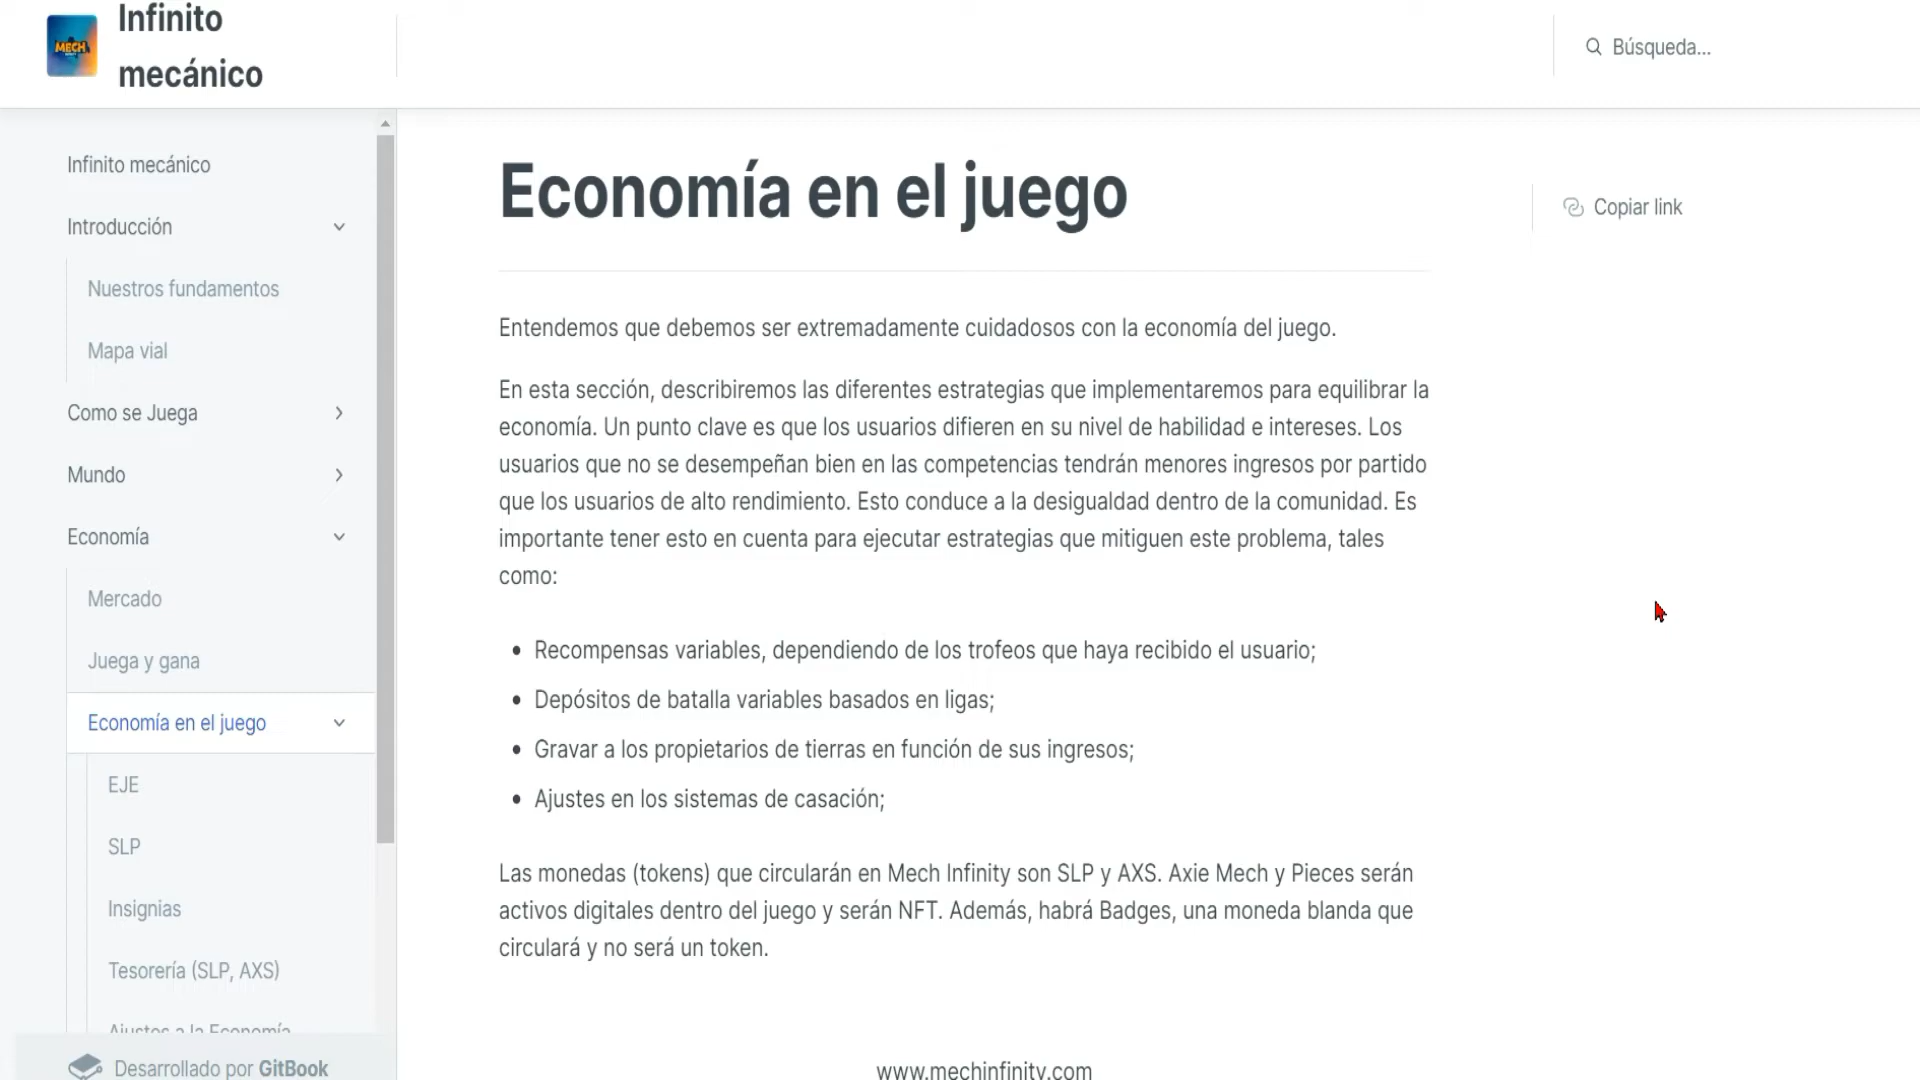 Infinito
mecánico
MECH
Búsqueda...
Infinito mecánico
Introducción
Nuestros fundamentos
Mapa vial
Como se Juega
Mundo
Economía
Mercado
Juega y gana
Economía en el juego
EJE
SLP
Insignias
Tesorería (SLP, AXS)
Ajustes a la Economía
Desarrollado por GitBook
Economía en el juego
Copiar link
Entendemos que debemos ser extremadamente cuidadosos con la economía del juego.
En esta sección, describiremos las diferentes estrategias que implementaremos para equilibrar la
economía. Un punto clave es que los usuarios difieren en su nivel de habilidad e intereses. Los
usuarios que no se desempeñan bien en las competencias tendrán menores ingresos por partido
que los usuarios de alto rendimiento. Esto conduce a la desigualdad dentro de la comunidad. Es
importante tener esto en cuenta para ejecutar estrategias que mitiguen este problema, tales
como:
• Recompensas variables, dependiendo de los trofeos que haya recibido el usuario;
• Depósitos de batalla variables basados en ligas;
• Gravar a los propietarios de tierras en función de sus ingresos;
• Ajustes en los sistemas de casación;
Las monedas (tokens) que circularán en Mech Infinity son SLP y AXS. Axie Mech y Pieces serán
activos digitales dentro del juego y serán NFT. Además, habrá Badges, una moneda blanda que
circulará y no será un token.
www.mechinfinity.com